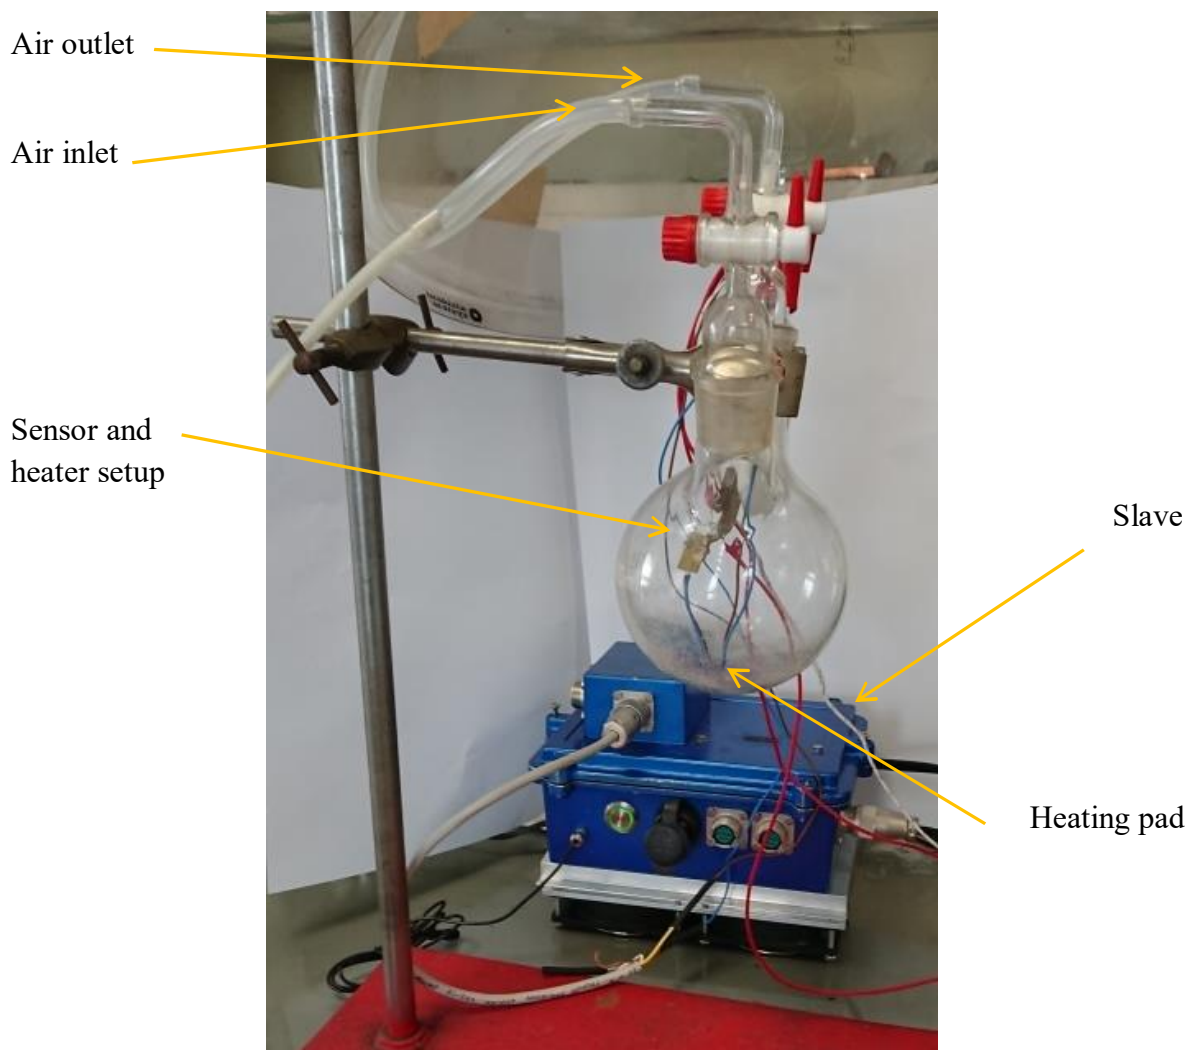 Air outlet
Air inlet
Sensor and
heater setup
Slave
Heating pad